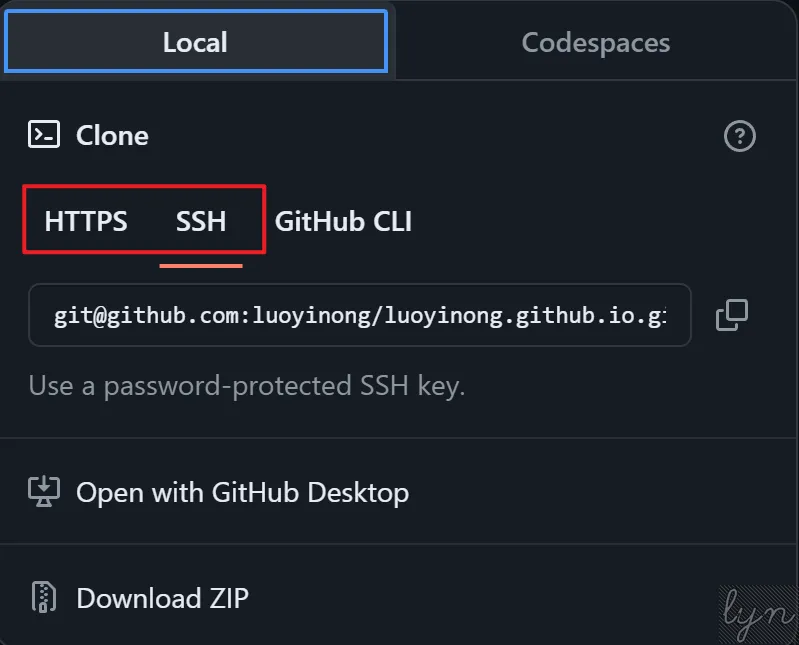 Local Codespaces
Clone
HTTPS SSH GitHub CLI
git@github.com:luoyinong/luoyinong.github.io.gi
Use a password-protected SSH key.
Open with GitHub Desktop
Download ZIP
lyn